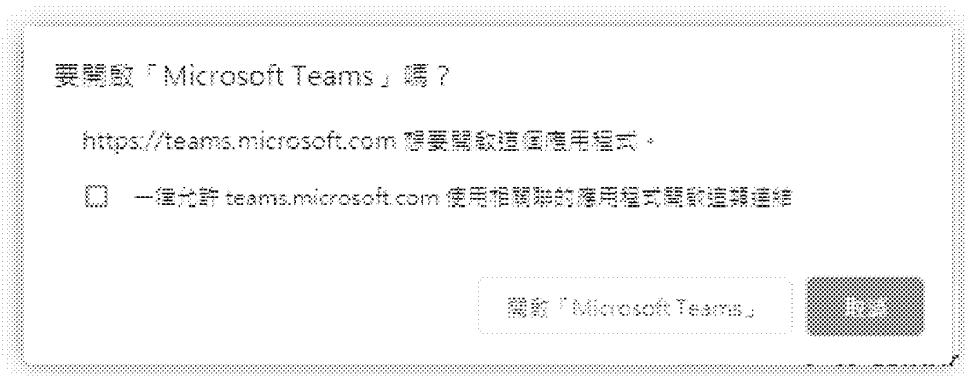 要開啟「Microsoft Teams」嗎？
https://teams.microsoft.com 想要開啟這個應用程式。
一律允許 teams.microsoft.com 使用相關聯的應用程式開啟這類連結
開啟「Microsoft Teams」
取消